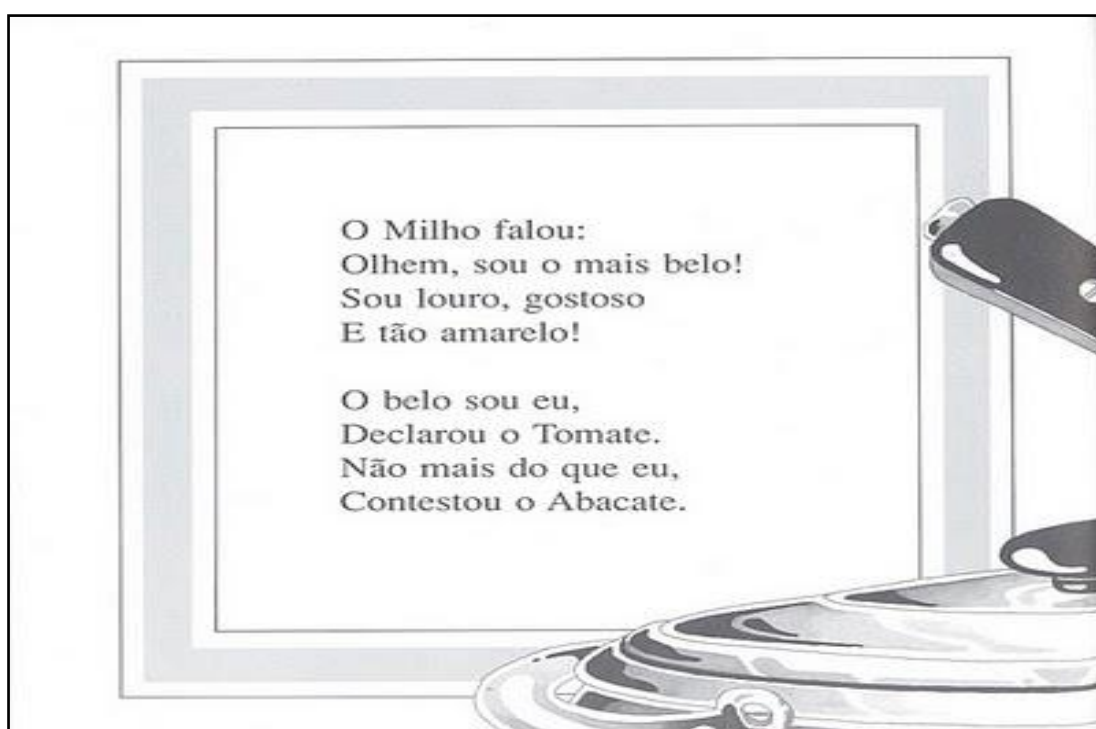 O Milho falou:
Olhem, sou o mais belo!
Sou louro, gostoso
E tão amarelo!
O belo sou eu,
Declarou o Tomate.
Não mais do que eu,
Contestou o Abacate.